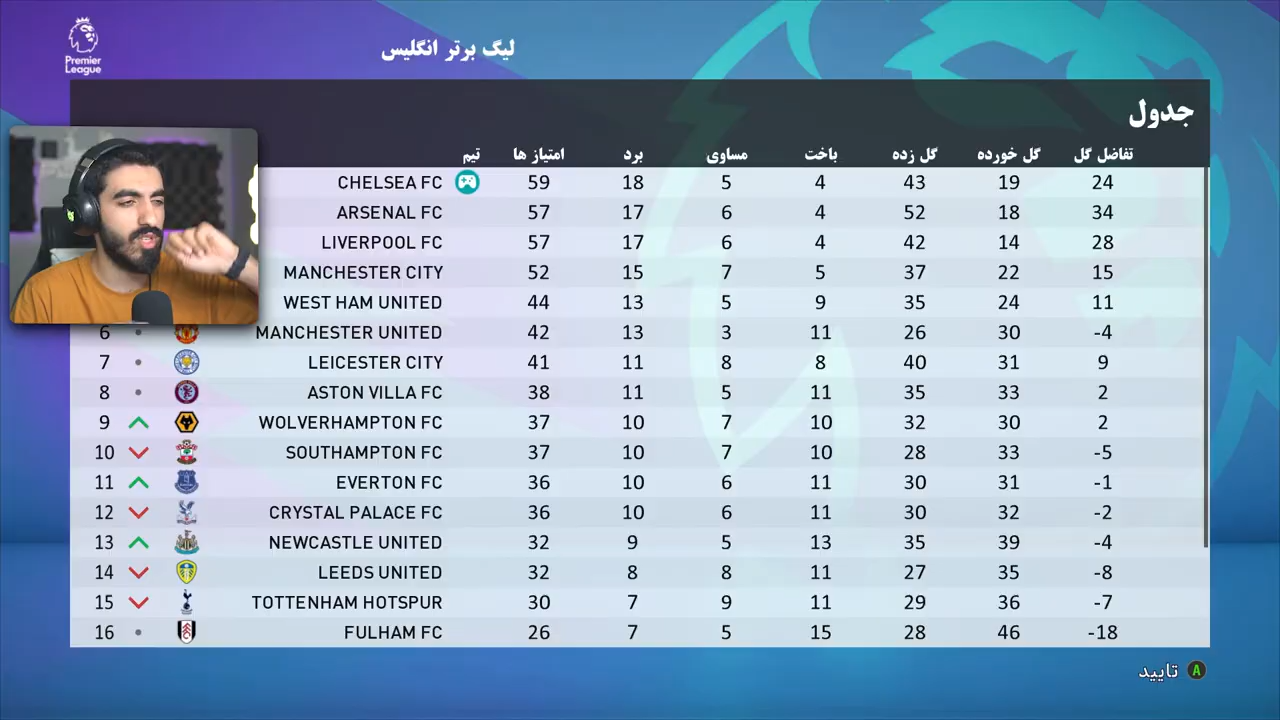 Premier
League
لیگ برتر انگلیس
جدول
تیم امتیاز ها برد مساوی باخت گل زده گل خورده تفاضل گل
CHELSEA FC 59 18 5 4 43 19 24
ARSENAL FC 57 17 6 4 52 18 34
LIVERPOOL FC 57 17 6 4 42 14 28
MANCHESTER CITY 52 15 7 5 37 22 15
WEST HAM UNITED 44 13 5 9 35 24 11
6 MANCHESTER UNITED 42 13 3 11 26 30 -4
7 LEICESTER CITY 41 11 8 8 40 31 9
8 ASTON VILLA FC 38 11 5 11 35 33 2
9 WOLVERHAMPTON FC 37 10 7 10 32 30 2
10 SOUTHAMPTON FC 37 10 7 10 28 33 -5
11 EVERTON FC 36 10 6 11 30 31 -1
12 CRYSTAL PALACE FC 36 10 6 11 30 32 -2
13 NEWCASTLE UNITED 32 9 5 13 35 39 -4
14 LEEDS UNITED 32 8 8 11 27 35 -8
15 TOTTENHAM HOTSPUR 30 7 9 11 29 36 -7
16 FULHAM FC 26 7 5 15 28 46 -18
تایید A